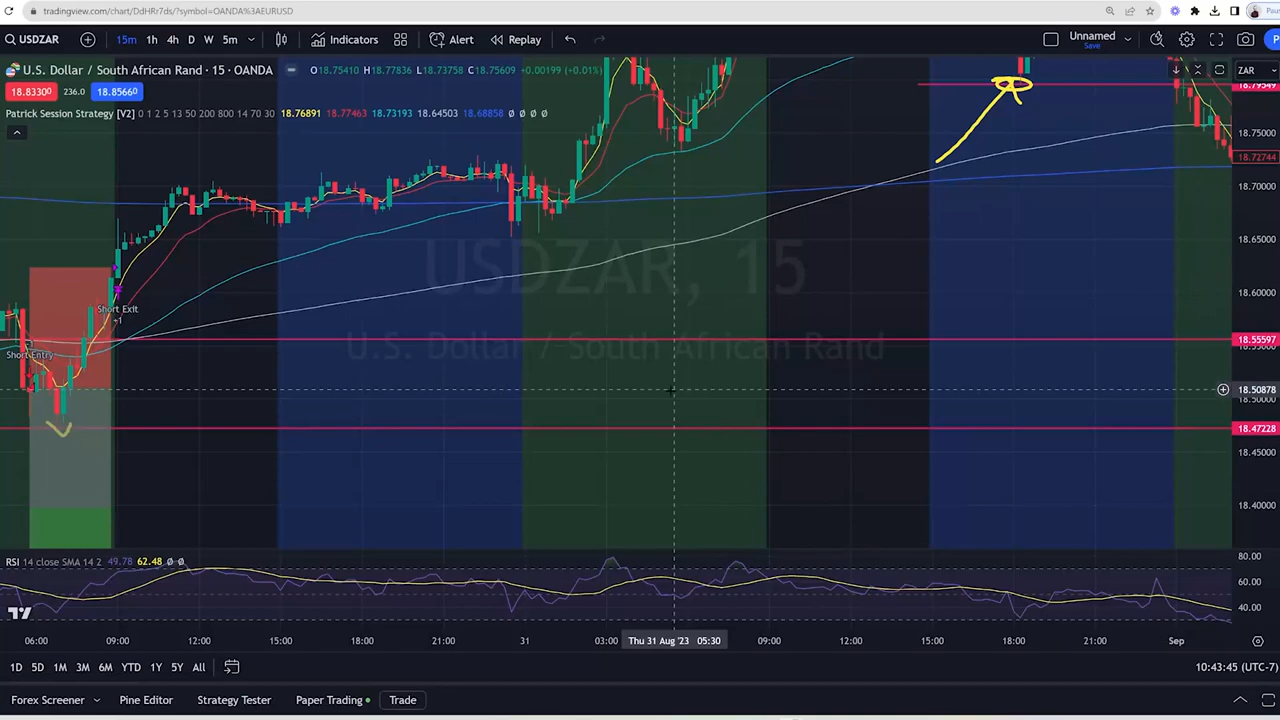 tradingview.com/chart/DdHRr7ds/?symbol=OANDA%3AEURUSD
USDZAR 15m 1h 4h D W 5m Indicators Alert Replay Unnamed
Save
U.S. Dollar / South African Rand · 15 · OANDA O18.75410 H18.77836 L18.73758 C18.75609 +0.00199 (+0.01%) ZAR
18.79549
18.8330 236.0 18.8560
Patrick Session Strategy [V2] 0 1 2 5 13 50 200 800 14 70 30 18.76891 18.77463 18.73193 18.64503 18.68858 Ø Ø Ø Ø
18.75000
18.72744
18.70000
18.65000
USDZAR, 15
18.60000
Short Exit
+1
18.55597
U.S. Dollar / South African Rand
Short Entry
18.50878
18.50000
18.47228
18.45000
18.40000
RSI 14 close SMA 14 2 49.78 62.48 Ø Ø
80.00
60.00
40.00
06:00 09:00 12:00 15:00 18:00 21:00 31 03:00 Thu 31 Aug '23 05:30 09:00 12:00 15:00 18:00 21:00 Sep
1D 5D 1M 3M 6M YTD 1Y 5Y All 10:43:45 (UTC-7)
Forex Screener Pine Editor Strategy Tester Paper Trading Trade